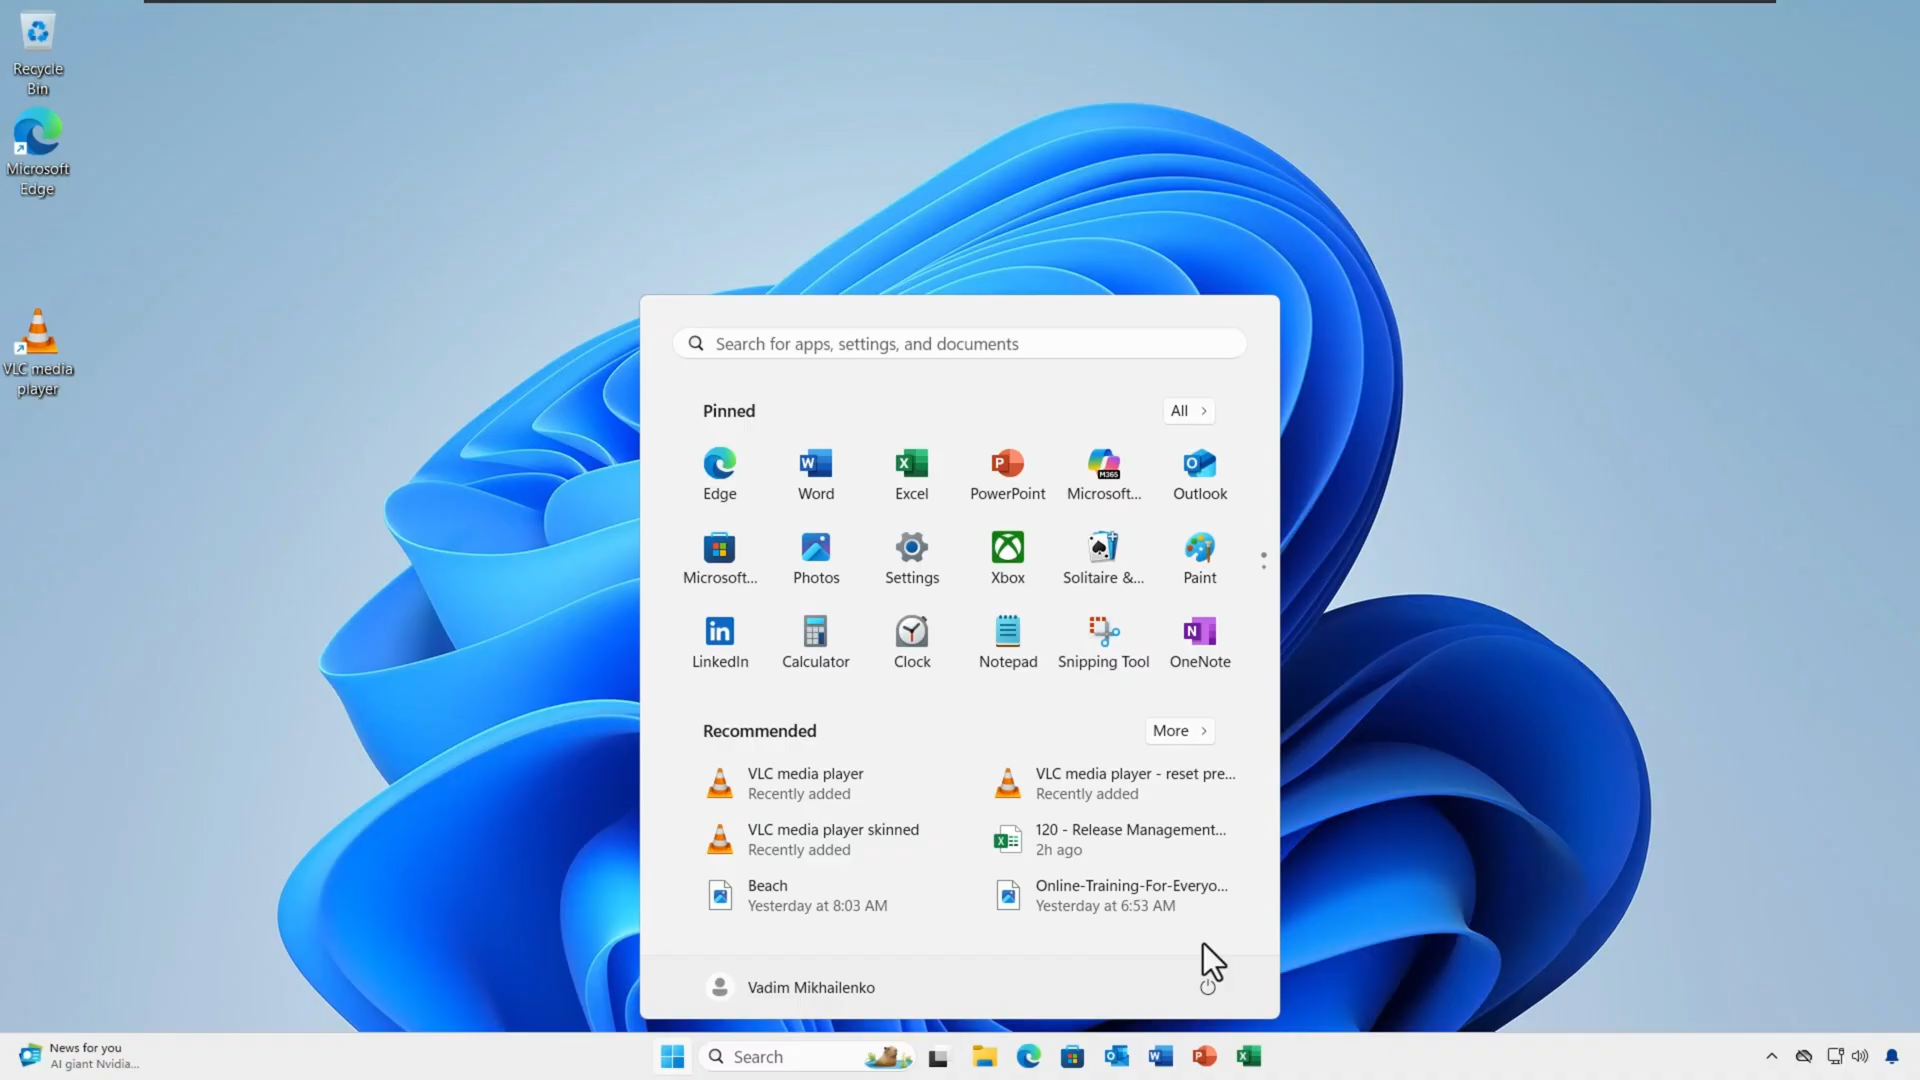 Recycle
Bin
Microsoft
Edge
VLC media
player
Search for apps, settings, and documents
Pinned
All
Edge
Word
Excel
PowerPoint
Microsoft...
Outlook
Microsoft...
Photos
Settings
Xbox
Solitaire &...
Paint
LinkedIn
Calculator
Clock
Notepad
Snipping Tool
OneNote
Recommended
More
VLC media player
Recently added
VLC media player - reset pre...
Recently added
VLC media player skinned
Recently added
120 - Release Management...
2h ago
Beach
Yesterday at 8:03 AM
Online-Training-For-Everyo...
Yesterday at 6:53 AM
Vadim Mikhailenko
News for you
AI giant Nvidia...
Search